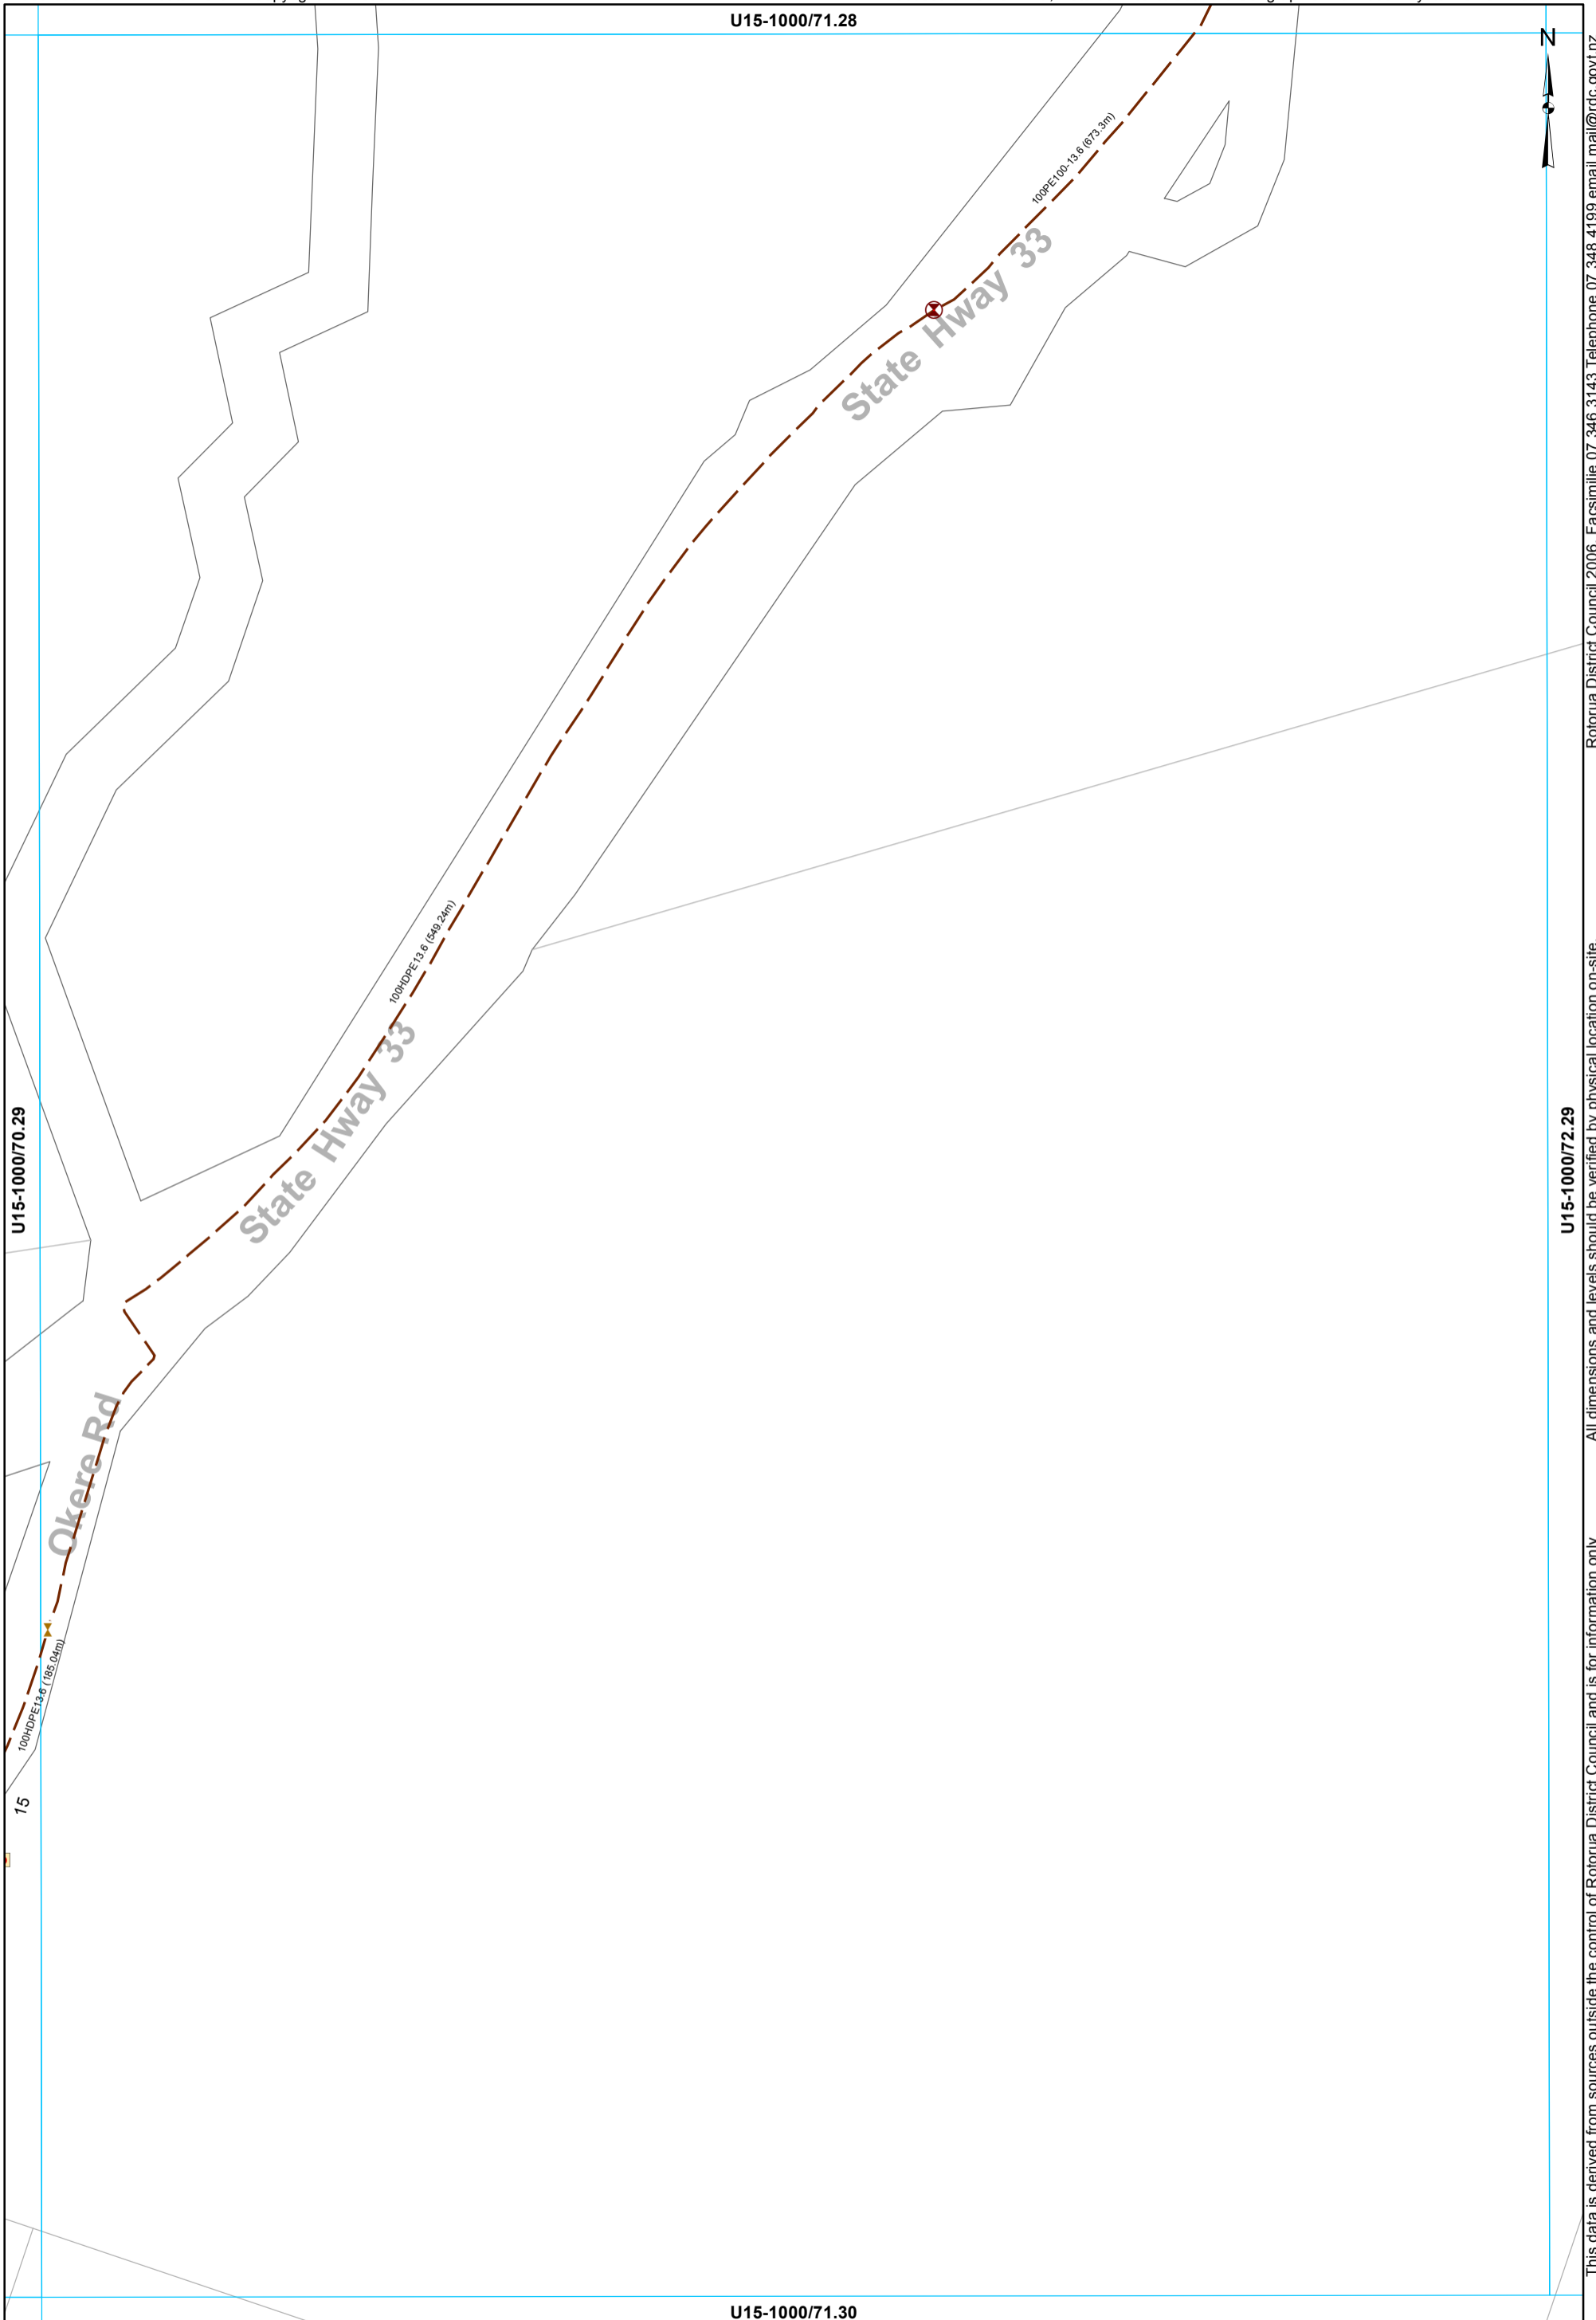 U15-1000/71.28
N
100PE100-13.6 (673.3m)
State Hway 33
100HDPE13.6 (549.24m)
State Hway 33
U15-1000/70.29
U15-1000/72.29
Okere Rd
100HDPE13.6 (185.04m)
15
U15-1000/71.30
This data is derived from sources outside the control of Rotorua District Council and is for information only
All dimensions and levels should be verified by physical location on-site
Rotorua District Council 2006 Facsimilie 07 346 3143 Telephone 07 348 4199 email mail@rdc.govt.nz